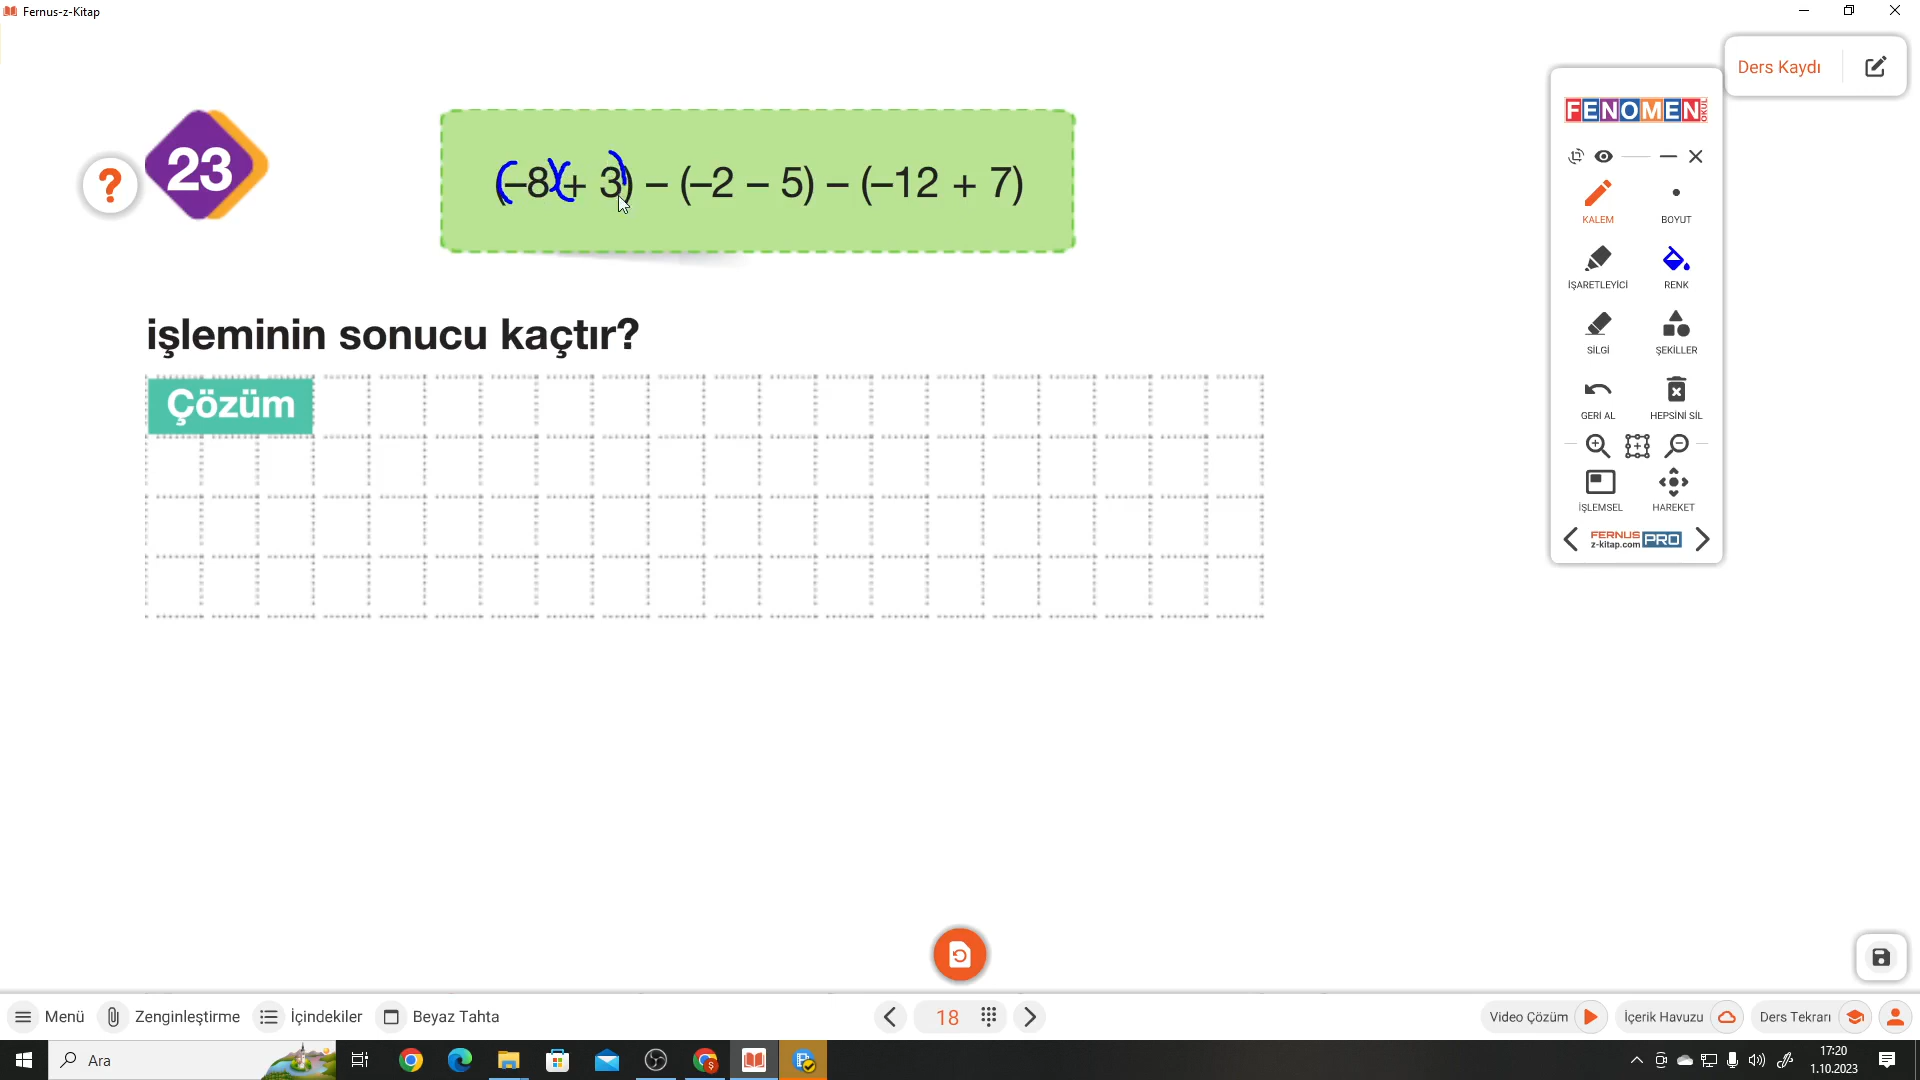 Fernus-z-Kitap
Ders Kaydı
FENOMEN OKUL
23
?
(–8 + 3) – (–2 – 5) – (–12 + 7)
işleminin sonucu kaçtır?
Çözüm
KALEM
BOYUT
İŞARETLEYİCİ
RENK
SİLGİ
ŞEKİLLER
GERİ AL
HEPSİNİ SİL
İŞLEMSEL
HAREKET
FERNUS
z-kitap.com PRO
Menü
Zenginleştirme
İçindekiler
Beyaz Tahta
18
Video Çözüm
İçerik Havuzu
Ders Tekrarı
Ara
17:20
1.10.2023